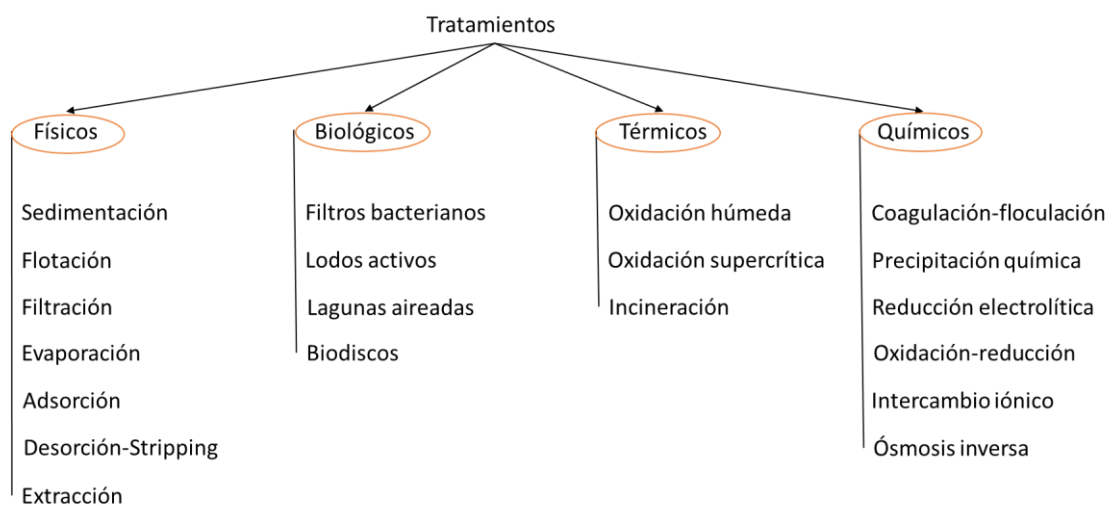 Tratamientos
Físicos
Sedimentación
Flotación
Filtración
Evaporación
Adsorción
Desorción-Stripping
Extracción
Biológicos
Filtros bacterianos
Lodos activos
Lagunas aireadas
Biodiscos
Térmicos
Oxidación húmeda
Oxidación supercrítica
Incineración
Químicos
Coagulación-floculación
Precipitación química
Reducción electrolítica
Oxidación-reducción
Intercambio iónico
Ósmosis inversa